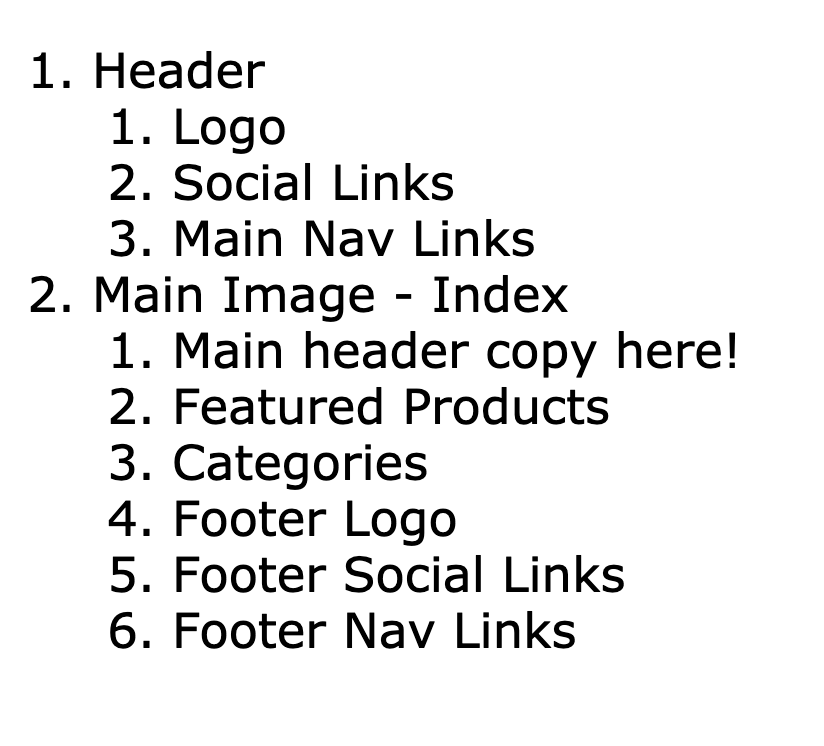 1. Header
1. Logo
2. Social Links
3. Main Nav Links
2. Main Image - Index
1. Main header copy here!
2. Featured Products
3. Categories
4. Footer Logo
5. Footer Social Links
6. Footer Nav Links